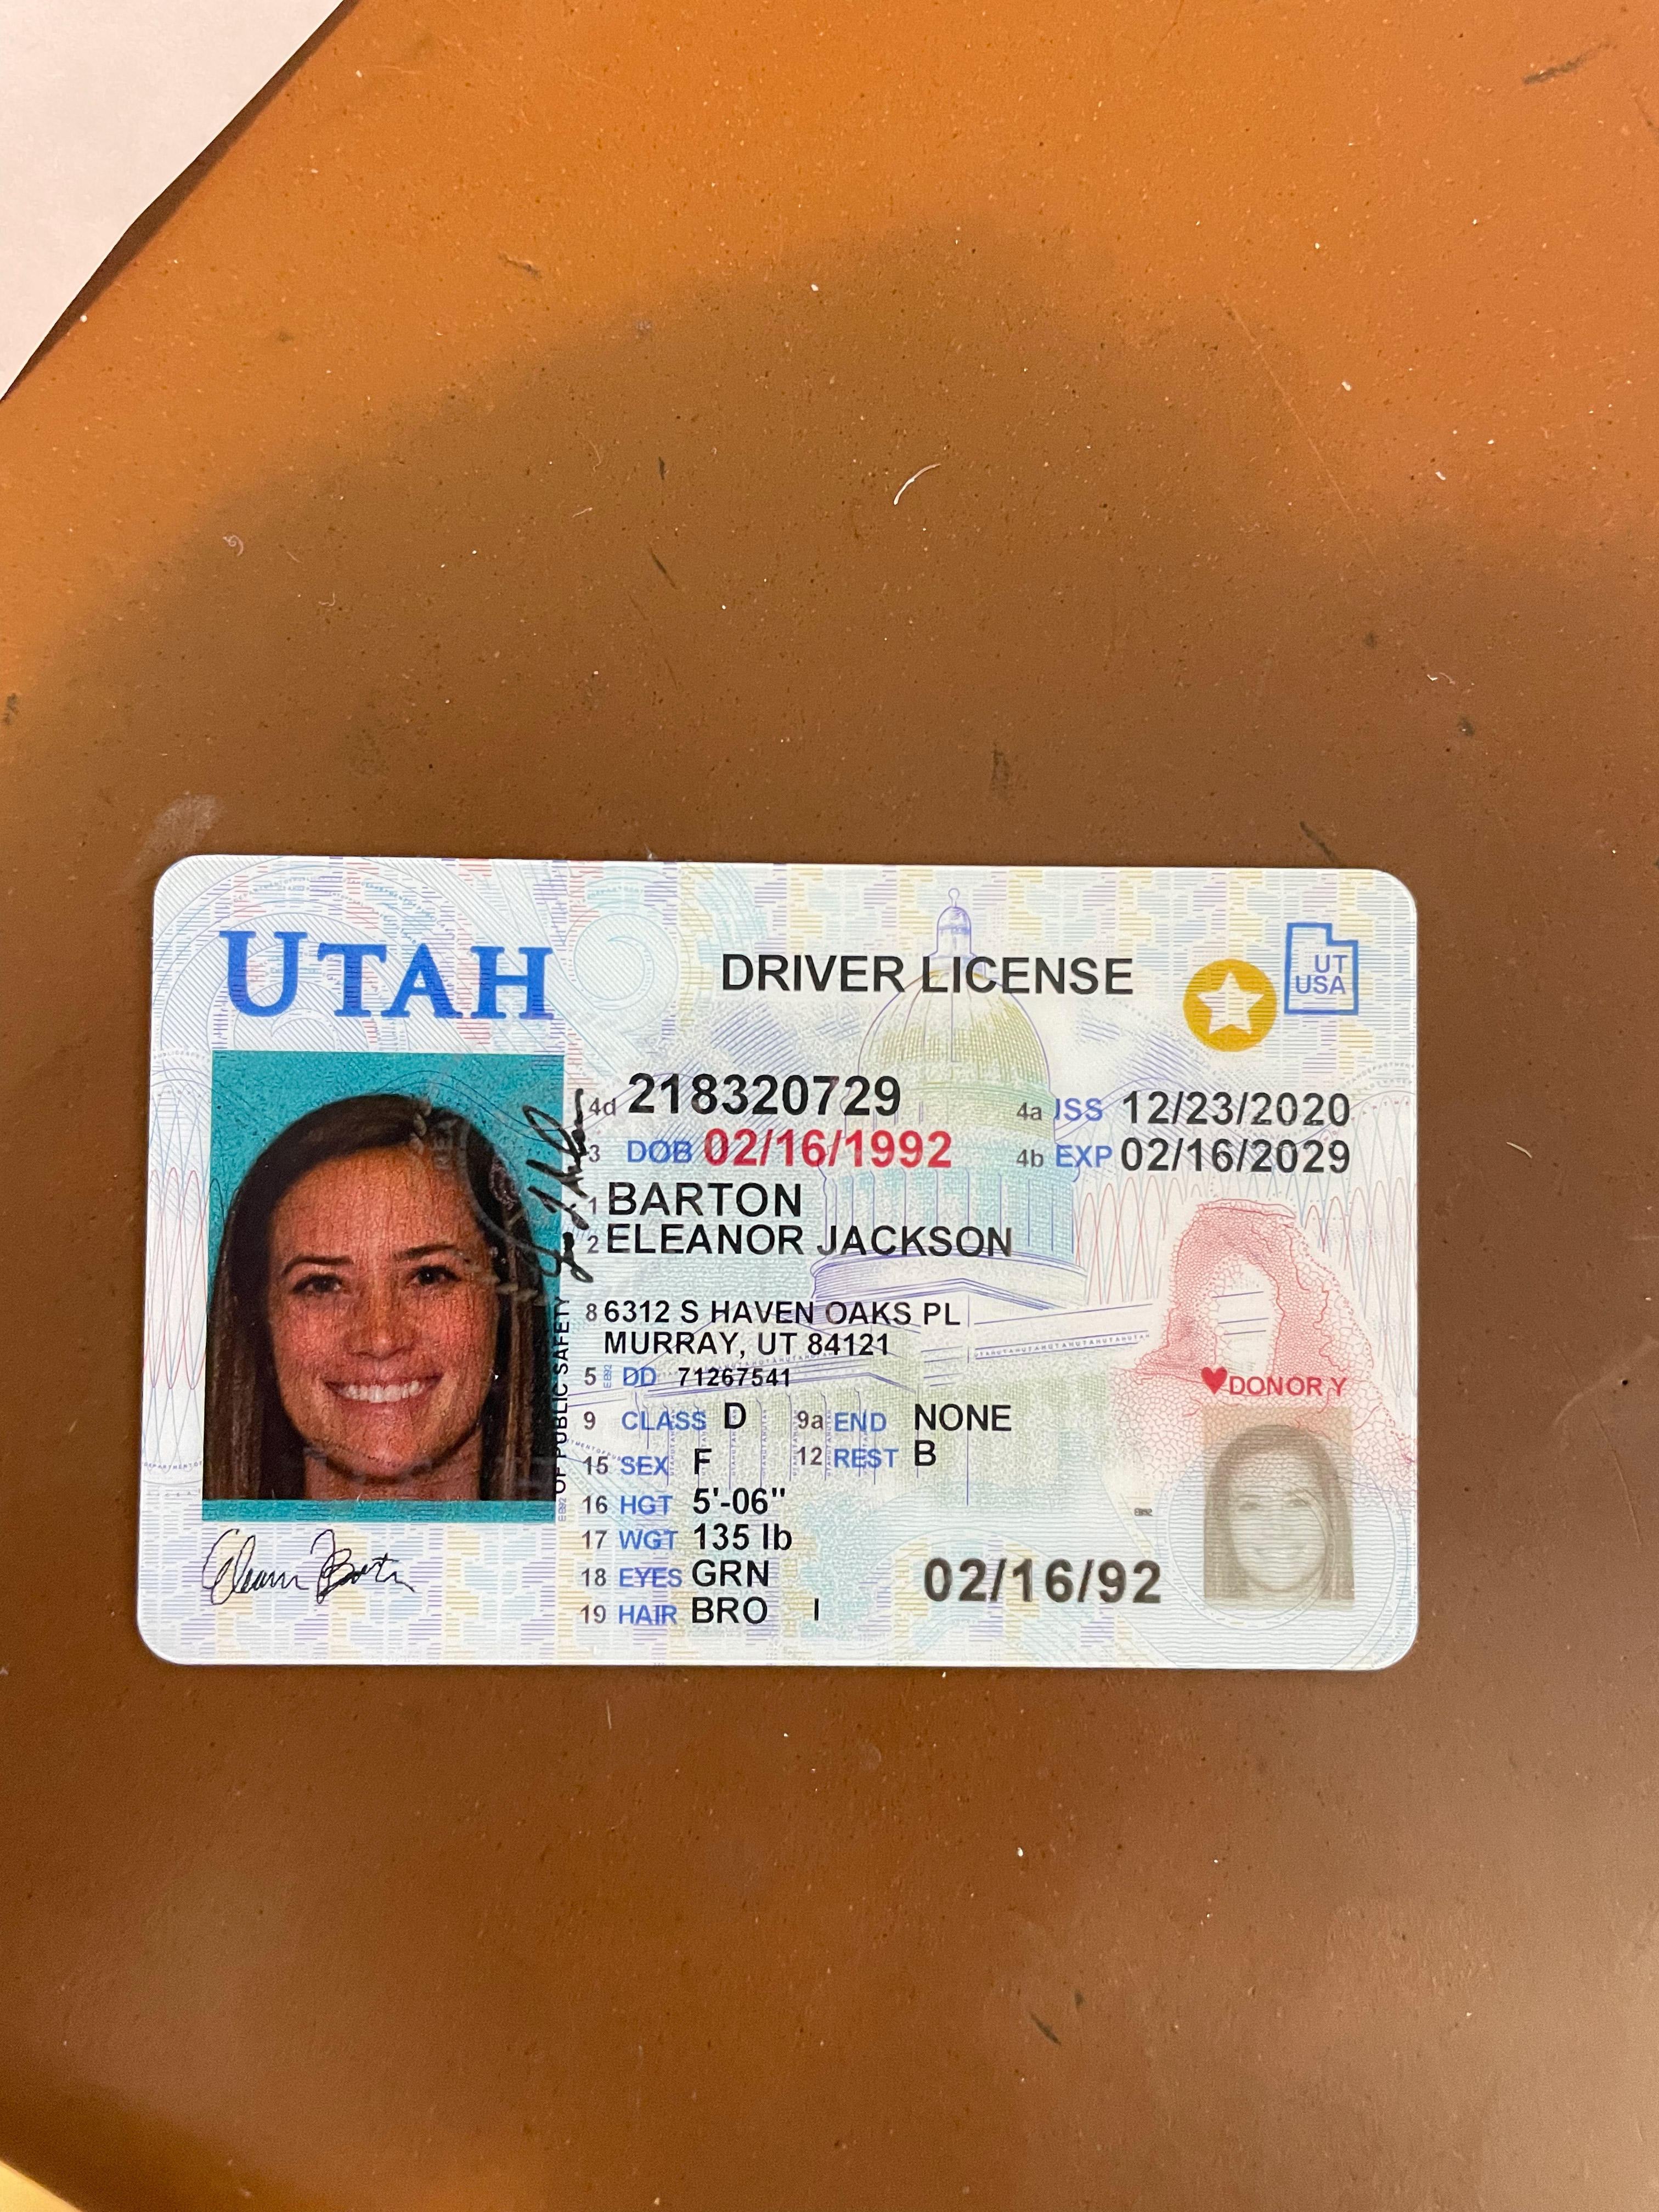 UTAH
DRIVER LICENSE
UT
USA
4d 218320729
4a ISS 12/23/2020
3 DOB 02/16/1992
4b EXP 02/16/2029
1 BARTON
2 ELEANOR JACKSON
8 6312 S HAVEN OAKS PL
MURRAY, UT 84121
5 DD 71267541
DONOR Y
9 CLASS D 9a END NONE
15 SEX F 12 REST B
16 HGT 5'-06"
17 WGT 135 lb
18 EYES GRN
19 HAIR BRO I
02/16/92
OF PUBLIC SAFETY
Eleanor Barton